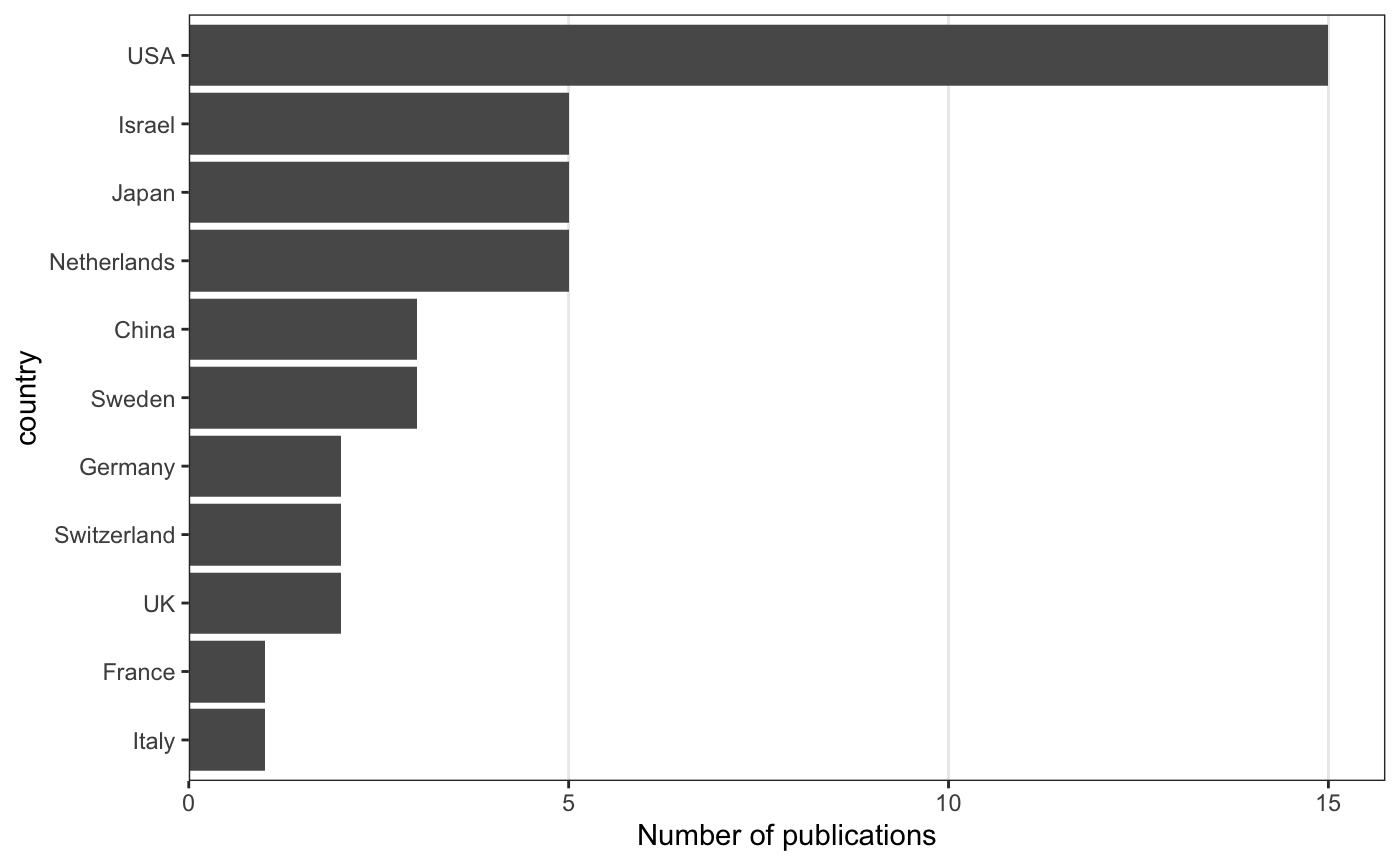 country
USA
Israel
Japan
Netherlands
China
Sweden
Germany
Switzerland
UK
France
Italy
0 5 10 15
Number of publications